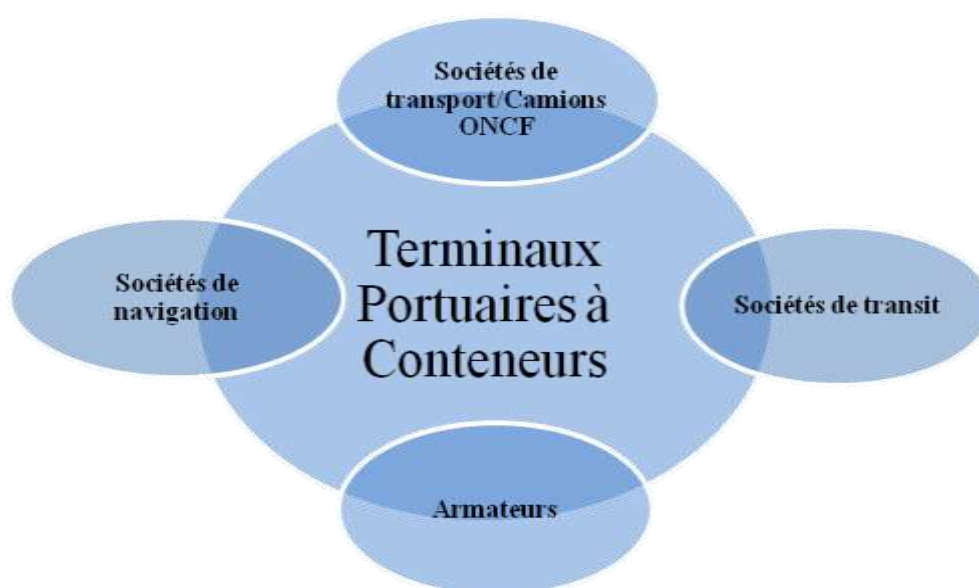 Sociétés de
transport/Camions
ONCF
Terminaux
Portuaires à
Conteneurs
Sociétés de
navigation
Sociétés de transit
Armateurs